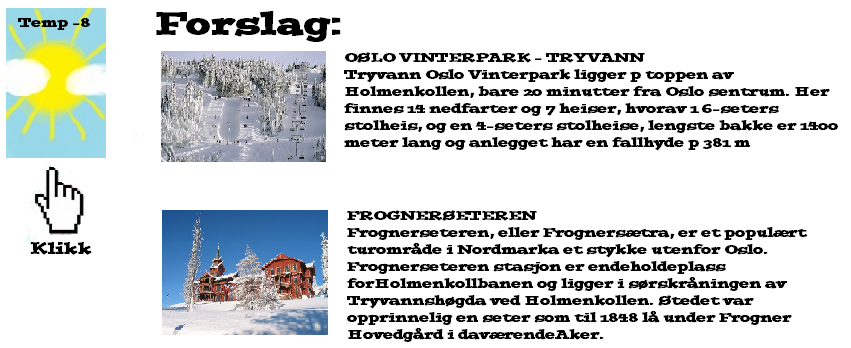 Temp -8
Klikk
Forslag:
OSLO VINTERPARK - TRYVANN
Tryvann Oslo Vinterpark ligger p toppen av
Holmenkollen, bare 20 minutter fra Oslo sentrum. Her
finnes 14 nedfarter og 7 heiser, hvorav 1 6-seters
stolheis, og en 4-seters stolheise, lengste bakke er 1400
meter lang og anlegget har en fallhyde p 381 m
FROGNERSETEREN
Frognerseteren, eller Frognersætra, er et populært
turområde i Nordmarka et stykke utenfor Oslo.
Frognerseteren stasjon er endeholdeplass
forHolmenkollbanen og ligger i sørskråningen av
Tryvannshøgda ved Holmenkollen. Stedet var
opprinnelig en seter som til 1848 lå under Frogner
Hovedgård i daværendeAker.